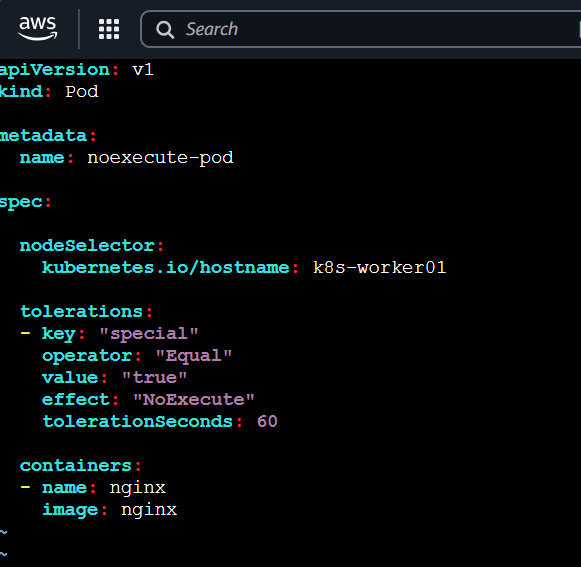 aws
Search
apiVersion: v1
kind: Pod
metadata:
  name: noexecute-pod
spec:
  nodeSelector:
    kubernetes.io/hostname: k8s-worker01
  tolerations:
  - key: "special"
    operator: "Equal"
    value: "true"
    effect: "NoExecute"
    tolerationSeconds: 60
  containers:
  - name: nginx
    image: nginx
~
~